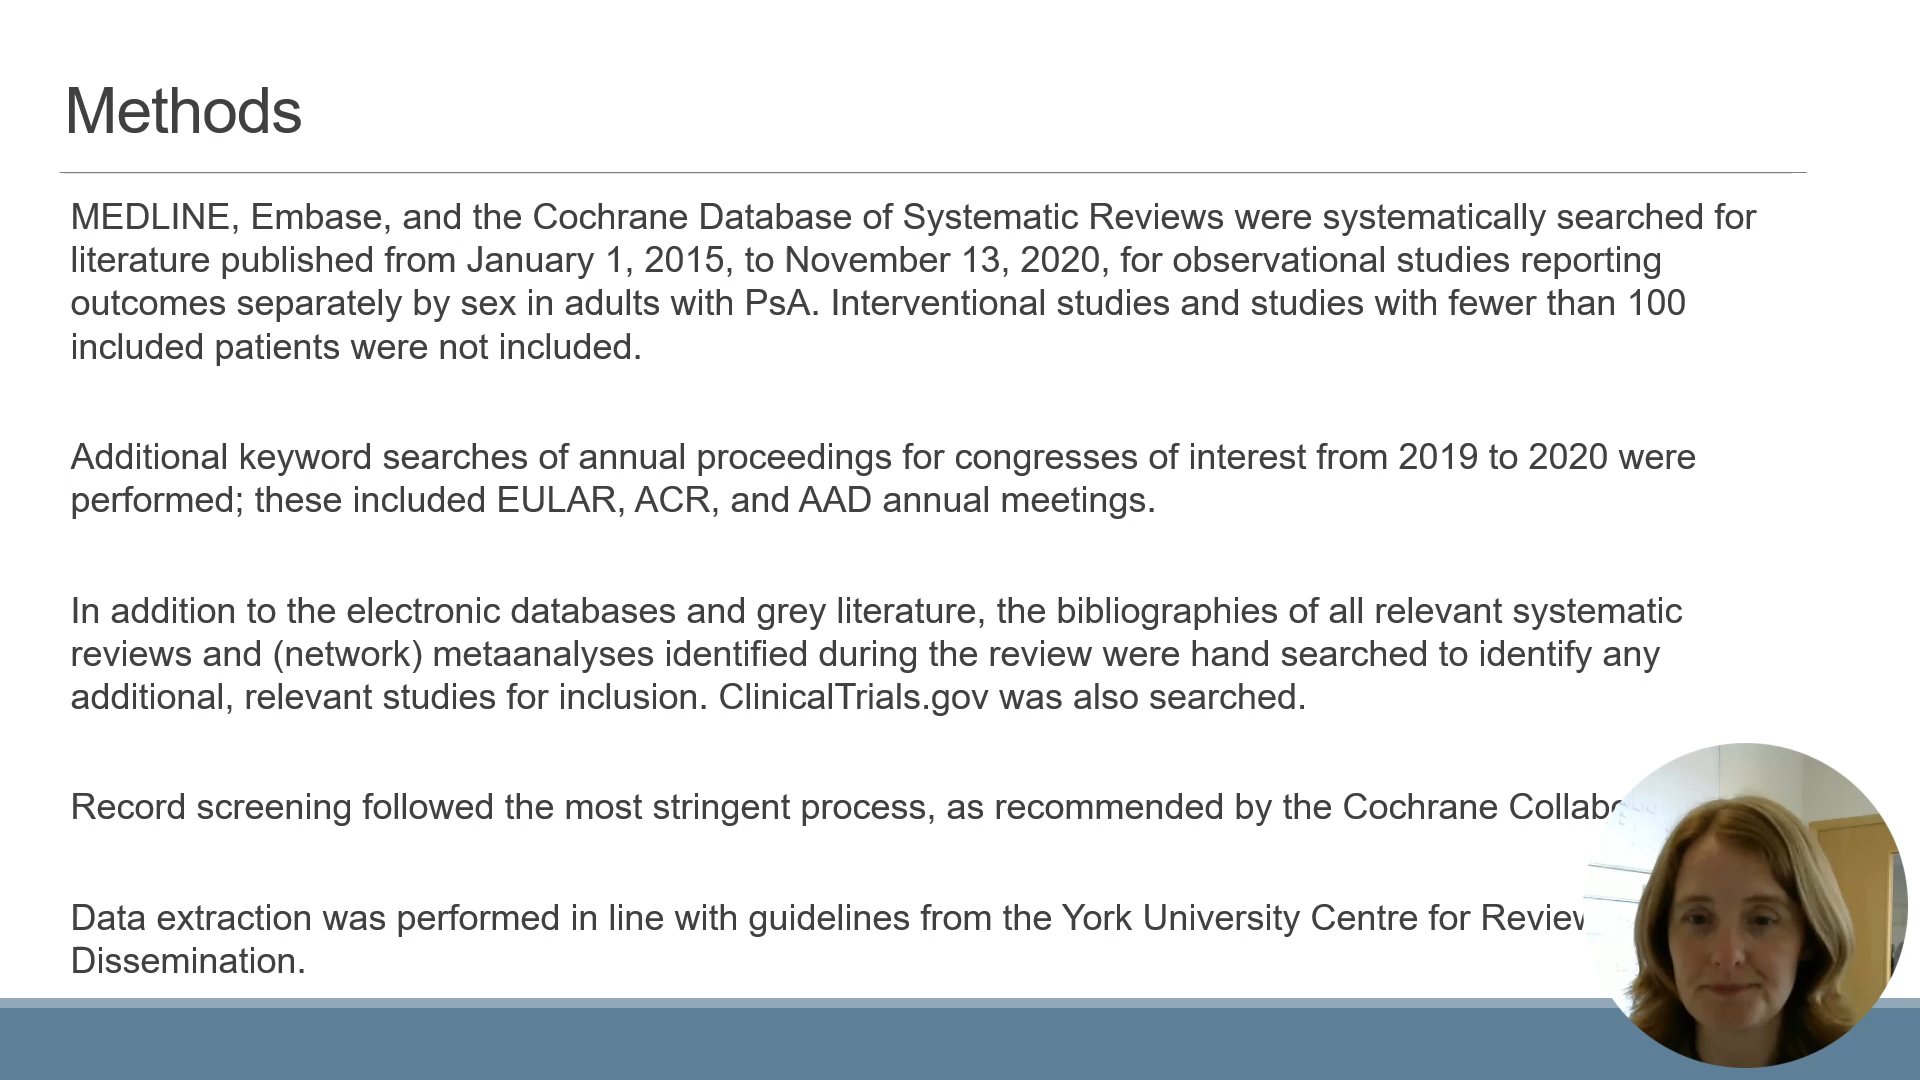 Methods
MEDLINE, Embase, and the Cochrane Database of Systematic Reviews were systematically searched for
literature published from January 1, 2015, to November 13, 2020, for observational studies reporting
outcomes separately by sex in adults with PsA. Interventional studies and studies with fewer than 100
included patients were not included.
Additional keyword searches of annual proceedings for congresses of interest from 2019 to 2020 were
performed; these included EULAR, ACR, and AAD annual meetings.
In addition to the electronic databases and grey literature, the bibliographies of all relevant systematic
reviews and (network) metaanalyses identified during the review were hand searched to identify any
additional, relevant studies for inclusion. ClinicalTrials.gov was also searched.
Record screening followed the most stringent process, as recommended by the Cochrane
Data extraction was performed in line with guidelines from the York University Centre for
Dissemination.